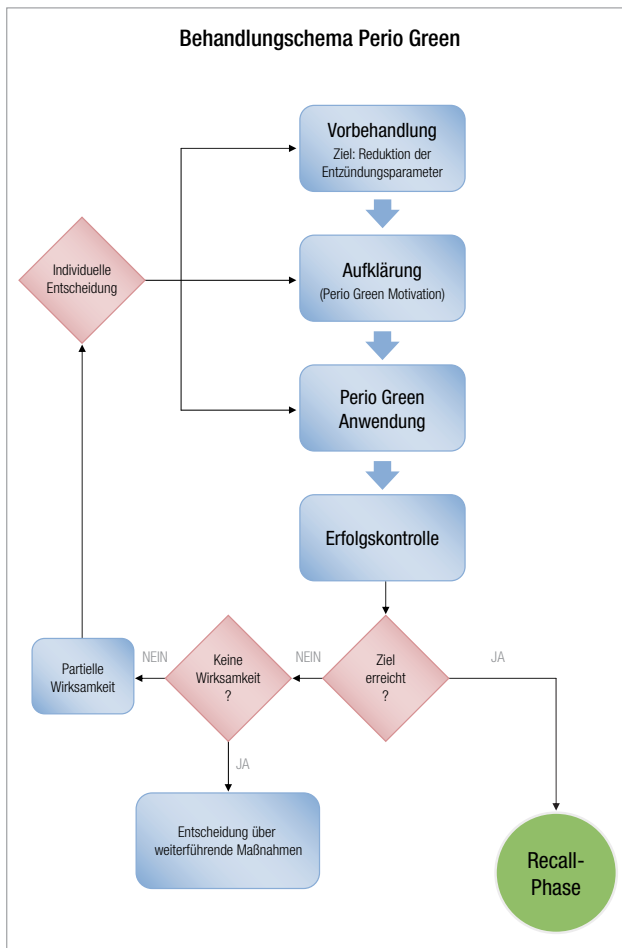 Behandlungschema Perio Green
Vorbehandlung
Ziel: Reduktion der
Entzündungsparameter
Individuelle
Entscheidung
Aufklärung
(Perio Green Motivation)
Perio Green
Anwendung
Erfolgskontrolle
Partielle
Wirksamkeit
NEIN
Keine
Wirksamkeit
?
NEIN
Ziel
erreicht
?
JA
JA
Entscheidung über
weiterführende Maßnahmen
Recall-
Phase